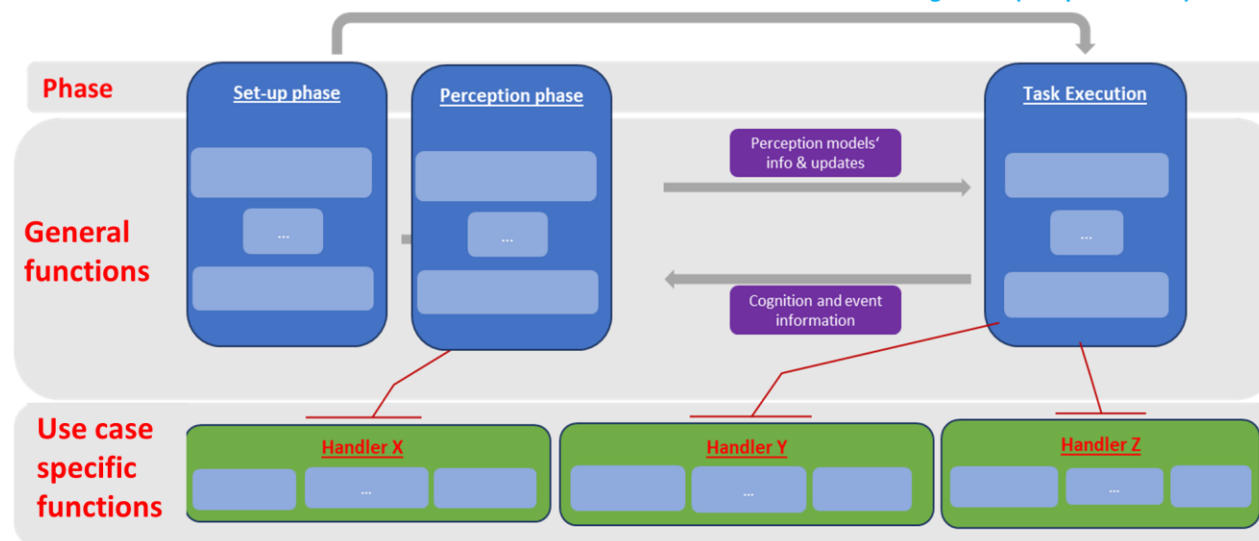 Phase
Set-up phase
Perception phase
Task Execution
General
functions
Perception models‘
info & updates
...
...
...
Cognition and event
information
Use case
specific
functions
Handler X
...
Handler Y
...
Handler Z
...